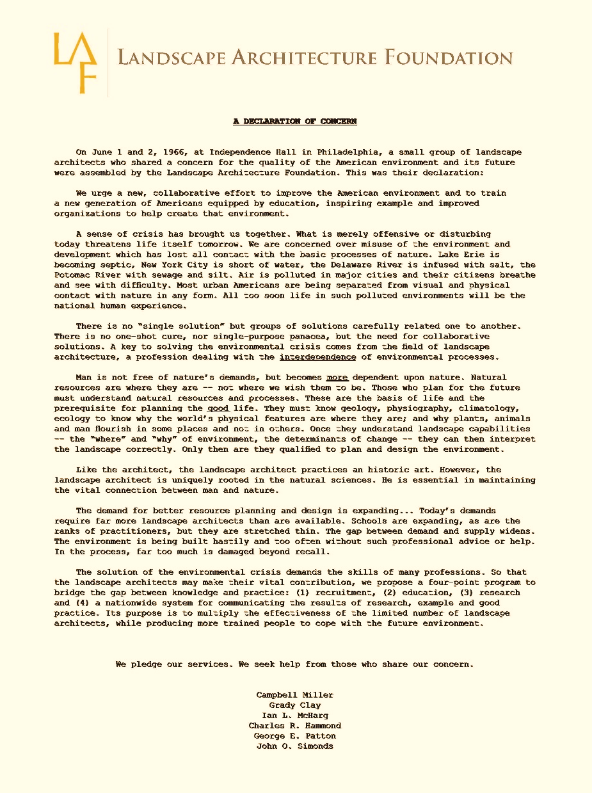 LAF
LANDSCAPE ARCHITECTURE FOUNDATION
A DECLARATION OF CONCERN
On June 1 and 2, 1966, at Independence Hall in Philadelphia, a small group of landscape
architects who shared a concern for the quality of the American environment and its future
were assembled by the Landscape Architecture Foundation. This was their declaration:
We urge a new, collaborative effort to improve the American environment and to train
a new generation of Americans equipped by education, inspiring example and improved
organizations to help create that environment.
A sense of crisis has brought us together. What is merely offensive or disturbing
today threatens life itself tomorrow. We are concerned over misuse of the environment and
development which has lost all contact with the basic processes of nature. Lake Erie is
becoming septic, New York City is short of water, the Delaware River is infused with salt, the
Potomac River with sewage and silt. Air is polluted in major cities and their citizens breathe
and see with difficulty. Most urban Americans are being separated from visual and physical
contact with nature in any form. All too soon life in such polluted environments will be the
national human experience.
There is no “single solution” but groups of solutions carefully related one to another.
There is no one-shot cure, nor single-purpose panacea, but the need for collaborative
solutions. A key to solving the environmental crisis comes from the field of landscape
architecture, a profession dealing with the interdependence of environmental processes.
Man is not free of nature’s demands, but becomes more dependent upon nature. Natural
resources are where they are -- not where we wish them to be. Those who plan for the future
must understand natural resources and processes. These are the basis of life and the
prerequisite for planning the good life. They must know geology, physiography, climatology,
ecology to know why the world’s physical features are where they are; and why plants, animals
and man flourish in some places and not in others. Once they understand landscape capabilities
-- the “where” and “why” of environment, the determinants of change -- they can then interpret
the landscape correctly. Only then are they qualified to plan and design the environment.
Like the architect, the landscape architect practices an historic art. However, the
landscape architect is uniquely rooted in the natural sciences. He is essential in maintaining
the vital connection between man and nature.
The demand for better resource planning and design is expanding... Today’s demands
require far more landscape architects than are available. Schools are expanding, as are the
ranks of practitioners, but they are stretched thin. The gap between demand and supply widens.
The environment is being built hastily and too often without such professional advice or help.
In the process, far too much is damaged beyond recall.
The solution of the environmental crisis demands the skills of many professions. So that
the landscape architects may make their vital contribution, we propose a four-point program to
bridge the gap between knowledge and practice: (1) recruitment, (2) education, (3) research
and (4) a nationwide system for communicating the results of research, example and good
practice. Its purpose is to multiply the effectiveness of the limited number of landscape
architects, while producing more trained people to cope with the future environment.
We pledge our services. We seek help from those who share our concern.
Campbell Miller
Grady Clay
Ian L. McHarg
Charles R. Hammond
George E. Patton
John O. Simonds